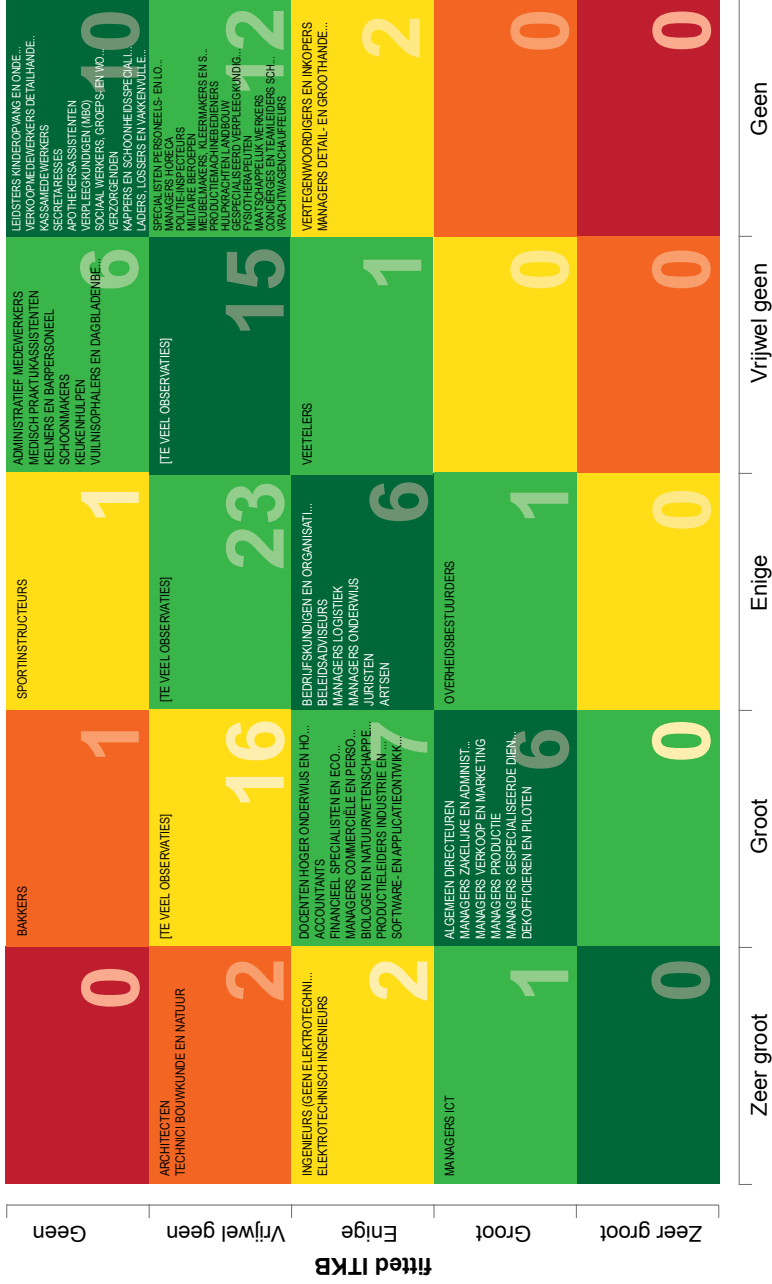 Geen
0
BAKKERS
1
SPORTINSTRUCTEURS
1
ADMINISTRATIEF MEDEWERKERS
MEDISCH PRAKTIJKASSISTENTEN
KELNERS EN BARPERSONEEL
SCHOONMAKERS
KEUKENHULPEN
VUILNISOPHALERS EN DAGBLADENBE...
6
LEIDSTERS KINDEROPVANG EN ONDE...
VERKOOPMEDEWERKERS DETAILHANDE...
KASSAMEDEWERKERS
SECRETARESSES
APOTHEKERSASSISTENTEN
VERPLEEGKUNDIGEN (MBO)
SOCIAAL WERKERS, GROEPS- EN WO...
VERZORGENDEN
KAPPERS EN SCHOONHEIDSSPECIALI...
LADERS, LOSSERS EN VAKKENVULLE...
10
Vrijwel geen
ARCHITECTEN
TECHNICI BOUWKUNDE EN NATUUR
2
[TE VEEL OBSERVATIES]
16
[TE VEEL OBSERVATIES]
23
[TE VEEL OBSERVATIES]
15
SPECIALISTEN PERSONEELS- EN LO...
MANAGERS HORECA
POLITIE-INSPECTEURS
MILITAIRE BEROEPEN
MEUBELMAKERS, KLEERMAKERS EN S...
PRODUCTIEMACHINEBEDIENERS
HULPKRACHTEN LANDBOUW
GESPECIALISEERD VERPLEEGKUNDIG...
FYSIOTHERAPEUTEN
MAATSCHAPPELIJK WERKERS
CONCIËRGES EN TEAMLEIDERS SCH...
VRACHTWAGENCHAUFFEURS
12
Enige
INGENIEURS (GEEN ELEKTROTECHNI...
ELEKTROTECHNISCH INGENIEURS
2
DOCENTEN HOGER ONDERWIJS EN HO...
ACCOUNTANTS
FINANCIEEL SPECIALISTEN EN ECO...
MANAGERS COMMERCIËLE EN PERSO...
BIOLOGEN EN NATUURWETENSCHAPPE...
PRODUCTIELEIDERS INDUSTRIE EN ...
SOFTWARE- EN APPLICATIEONTWIKK...
7
BEDRIJFSKUNDIGEN EN ORGANISATI...
BELEIDSADVISEURS
MANAGERS LOGISTIEK
MANAGERS ONDERWIJS
JURISTEN
ARTSEN
6
VEETELERS
1
VERTEGENWOORDIGERS EN INKOPERS
MANAGERS DETAIL- EN GROOTHANDE...
2
Groot
MANAGERS ICT
1
ALGEMEEN DIRECTEUREN
MANAGERS ZAKELIJKE EN ADMINIST...
MANAGERS VERKOOP EN MARKETING
MANAGERS PRODUCTIE
MANAGERS GESPECIALISEERDE DIEN...
DEKOFFICIEREN EN PILOTEN
6
OVERHEIDSBESTUURDERS
1
0
0
Zeer groot
0
0
0
0
0
fitted ITKB
Zeer groot
Groot
Enige
Vrijwel geen
Geen